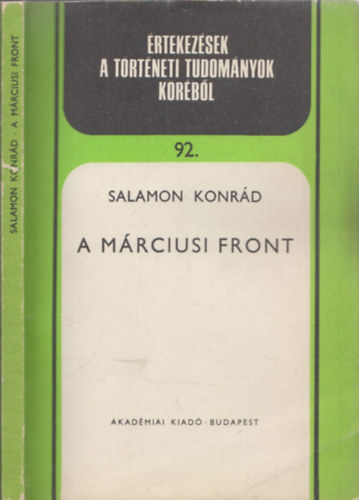 SALAMON KONRÁD · A MÁRCIUSI FRONT
ÉRTEKEZÉSEK
A TÖRTÉNETI TUDOMÁNYOK
KÖRÉBŐL
92.
SALAMON KONRÁD
A MÁRCIUSI FRONT
AKADÉMIAI KIADÓ · BUDAPEST